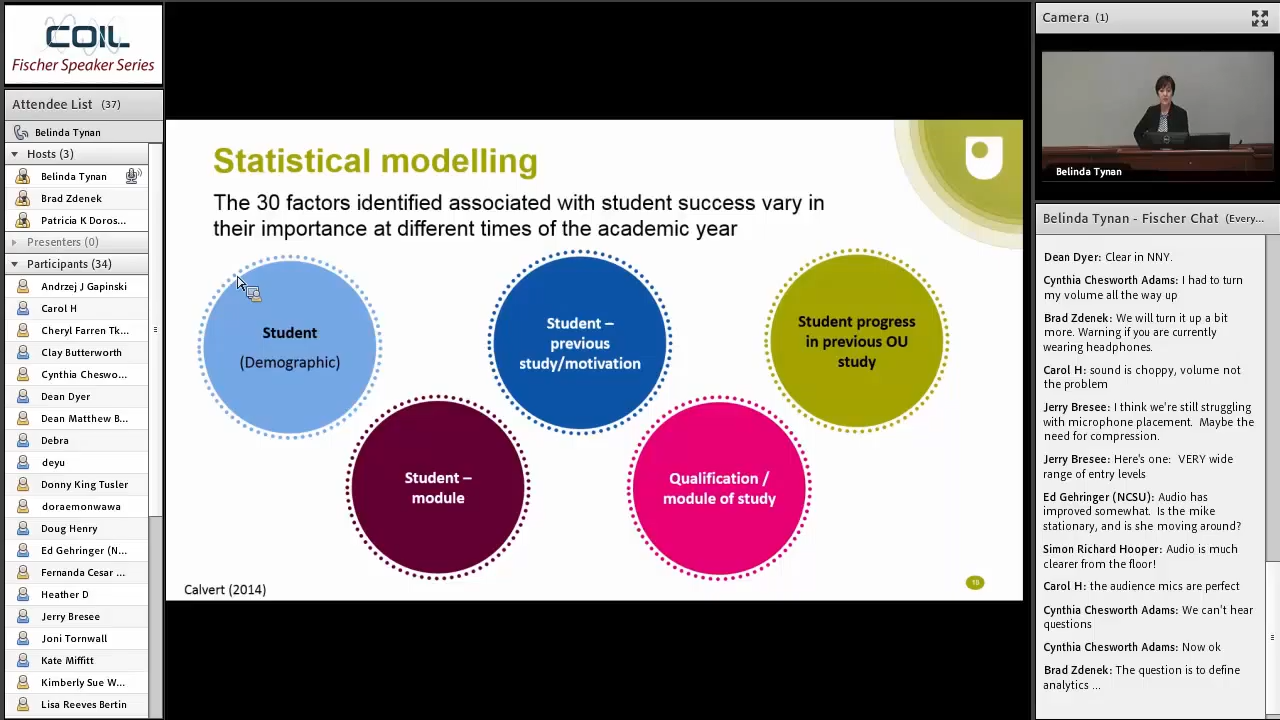 COIL
Fischer Speaker Series
Attendee List (37)
Belinda Tynan
Hosts (3)
Belinda Tynan
Brad Zdenek
Patricia K Doros...
Presenters (0)
Participants (34)
Andrzej J Gapinski
Carol H
Cheryl Farren Tk...
Clay Butterworth
Cynthia Cheswo...
Dean Dyer
Dean Matthew B...
Debra
deyu
Donny King Tusler
doraemonwawa
Doug Henry
Ed Gehringer (N...
Fernanda Cesar ...
Heather D
Jerry Bresee
Joni Tornwall
Kate Miffitt
Kimberly Sue W...
Lisa Reeves Bertin
Statistical modelling
The 30 factors identified associated with student success vary in
their importance at different times of the academic year
Student
(Demographic)
Student –
previous
study/motivation
Student progress
in previous OU
study
Student –
module
Qualification /
module of study
Calvert (2014)
Camera (1)
Belinda Tynan
Belinda Tynan - Fischer Chat (Every...
Dean Dyer: Clear in NNY.
Cynthia Chesworth Adams: I had to turn
my volume all the way up
Brad Zdenek: We will turn it up a bit
more. Warning if you are currently
wearing headphones.
Carol H: sound is choppy, volume not
the problem
Jerry Bresee: I think we're still struggling
with microphone placement. Maybe the
need for compression.
Jerry Bresee: Here's one: VERY wide
range of entry levels
Ed Gehringer (NCSU): Audio has
improved somewhat. Is the mike
stationary, and is she moving around?
Simon Richard Hooper: Audio is much
clearer from the floor!
Carol H: the audience mics are perfect
Cynthia Chesworth Adams: We can't hear
questions
Cynthia Chesworth Adams: Now ok
Brad Zdenek: The question is to define
analytics ...